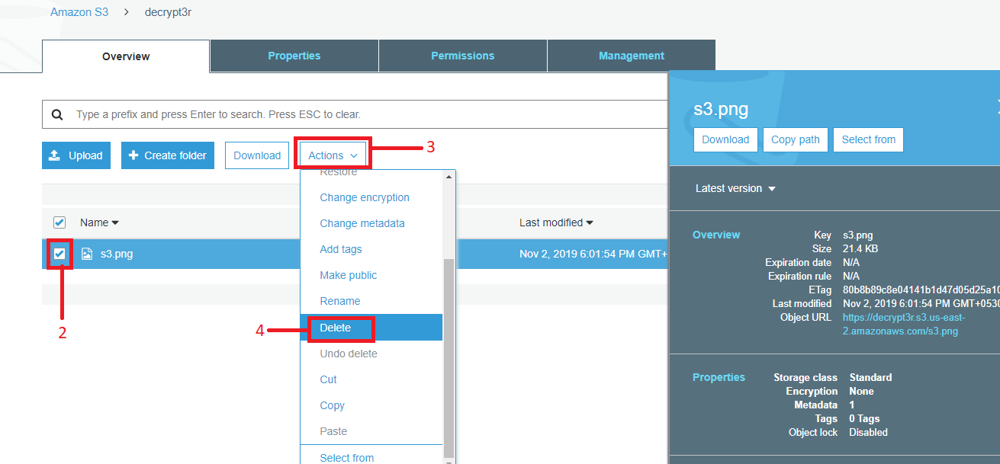 Amazon S3 > decrypt3r
Overview
Properties
Permissions
Management
Type a prefix and press Enter to search. Press ESC to clear.
Upload
Create folder
Download
Actions
3
Restore
Change encryption
Change metadata
Add tags
Make public
Rename
Delete
Undo delete
Cut
Copy
Paste
Select from
4
Name
Last modified
s3.png
Nov 2, 2019 6:01:54 PM GMT+
2
s3.png
Download
Copy path
Select from
Latest version
Overview
Key s3.png
Size 21.4 KB
Expiration date N/A
Expiration rule N/A
ETag 80b8b89c8e04141b1d47d05d25a10
Last modified Nov 2, 2019 6:01:54 PM GMT+0530
Object URL https://decrypt3r.s3.us-east-
2.amazonaws.com/s3.png
Properties
Storage class Standard
Encryption None
Metadata 1
Tags 0 Tags
Object lock Disabled